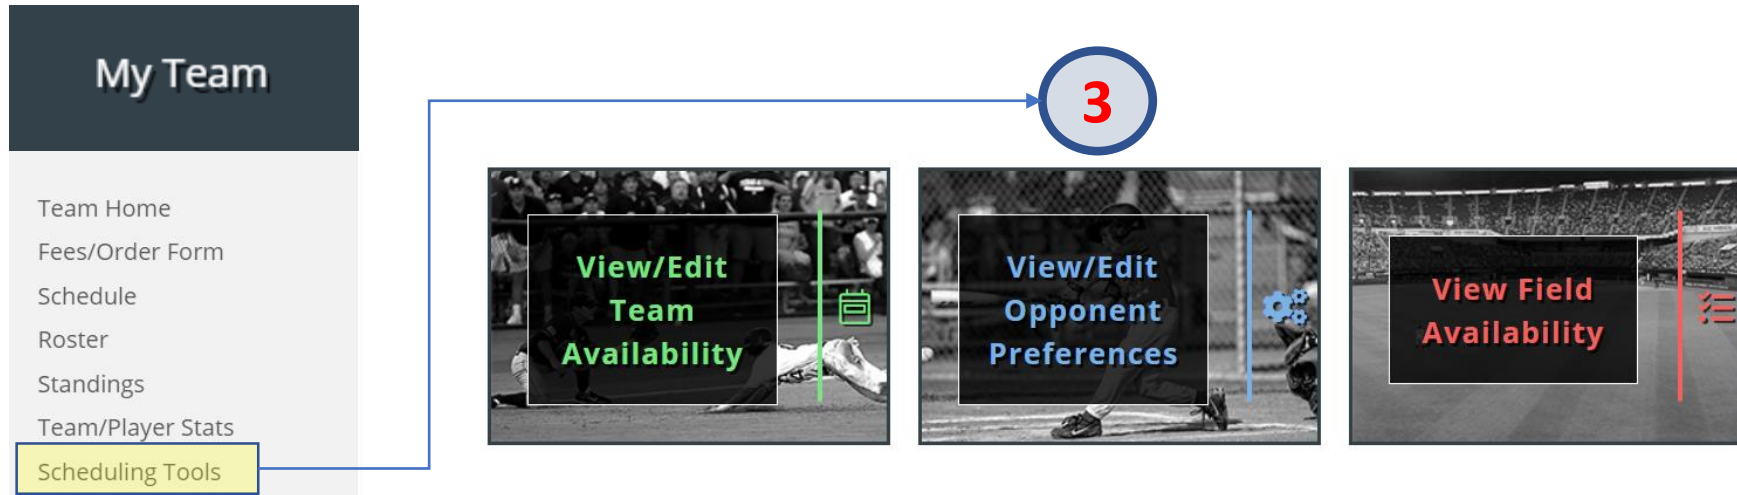 My Team
Team Home
Fees/Order Form
Schedule
Roster
Standings
Team/Player Stats
Scheduling Tools
3
View/Edit
Team
Availability
View/Edit
Opponent
Preferences
View Field
Availability